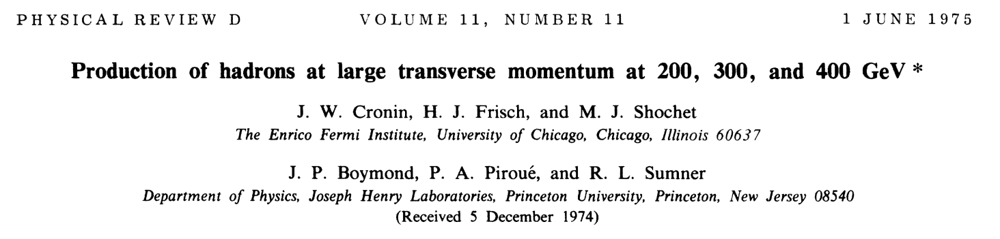 PHYSICAL REVIEW D VOLUME 11, NUMBER 11 1 JUNE 1975
Production of hadrons at large transverse momentum at 200, 300, and 400 GeV *
J. W. Cronin, H. J. Frisch, and M. J. Shochet
The Enrico Fermi Institute, University of Chicago, Chicago, Illinois 60637
J. P. Boymond, P. A. Piroué, and R. L. Sumner
Department of Physics, Joseph Henry Laboratories, Princeton University, Princeton, New Jersey 08540
(Received 5 December 1974)